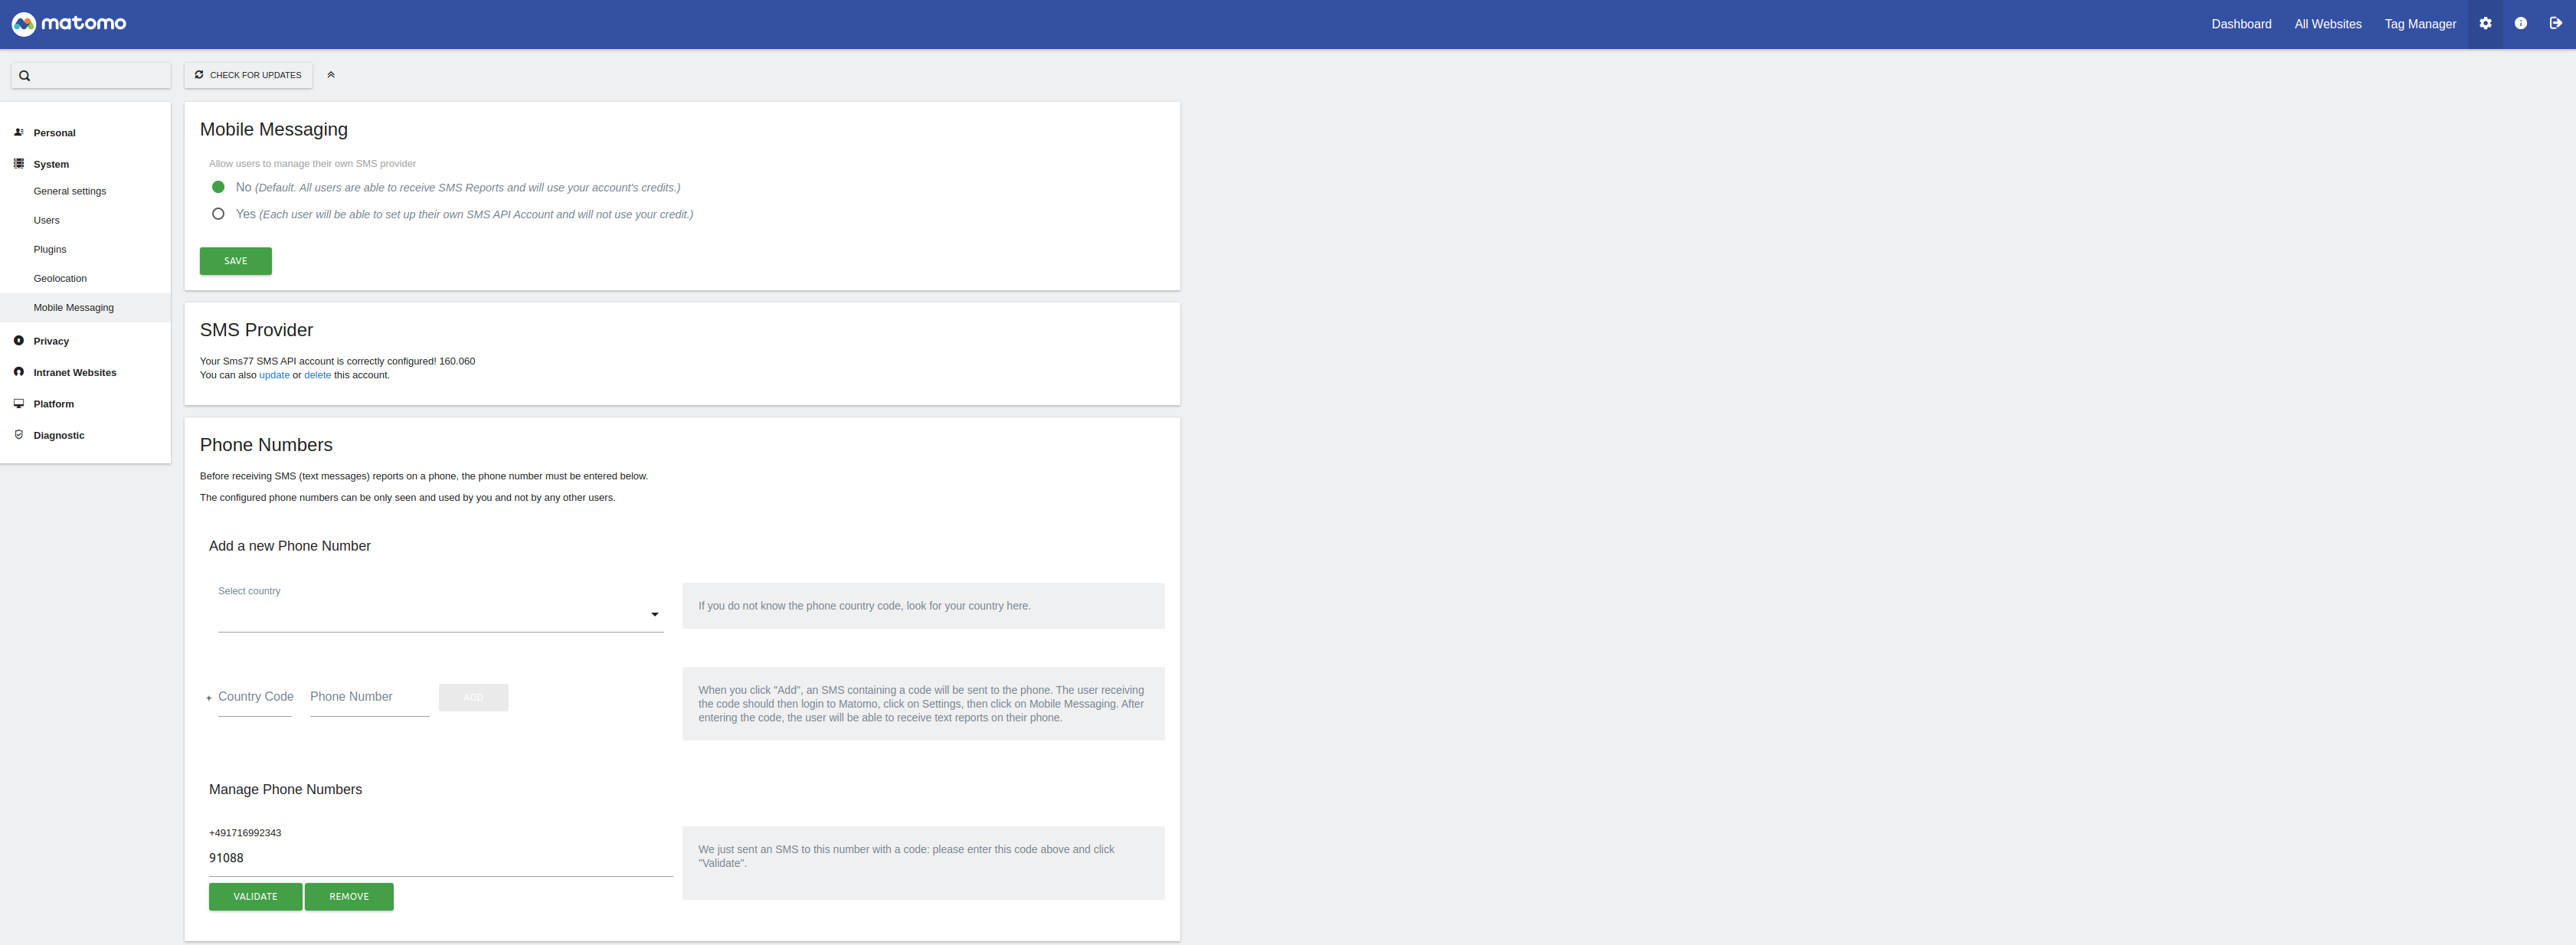 matomo
Dashboard
All Websites
Tag Manager
CHECK FOR UPDATES
Personal
System
General settings
Users
Plugins
Geolocation
Mobile Messaging
Privacy
Intranet Websites
Platform
Diagnostic
Mobile Messaging
Allow users to manage their own SMS provider
No (Default. All users are able to receive SMS Reports and will use your account's credits.)
Yes (Each user will be able to set up their own SMS API Account and will not use your credit.)
SAVE
SMS Provider
Your Sms77 SMS API account is correctly configured! 160.060
You can also update or delete this account.
Phone Numbers
Before receiving SMS (text messages) reports on a phone, the phone number must be entered below.
The configured phone numbers can be only seen and used by you and not by any other users.
Add a new Phone Number
Select country
If you do not know the phone country code, look for your country here.
+ Country Code
Phone Number
ADD
When you click "Add", an SMS containing a code will be sent to the phone. The user receiving
the code should then login to Matomo, click on Settings, then click on Mobile Messaging. After
entering the code, the user will be able to receive text reports on their phone.
Manage Phone Numbers
+491716992343
91088
We just sent an SMS to this number with a code: please enter this code above and click
"Validate".
VALIDATE
REMOVE